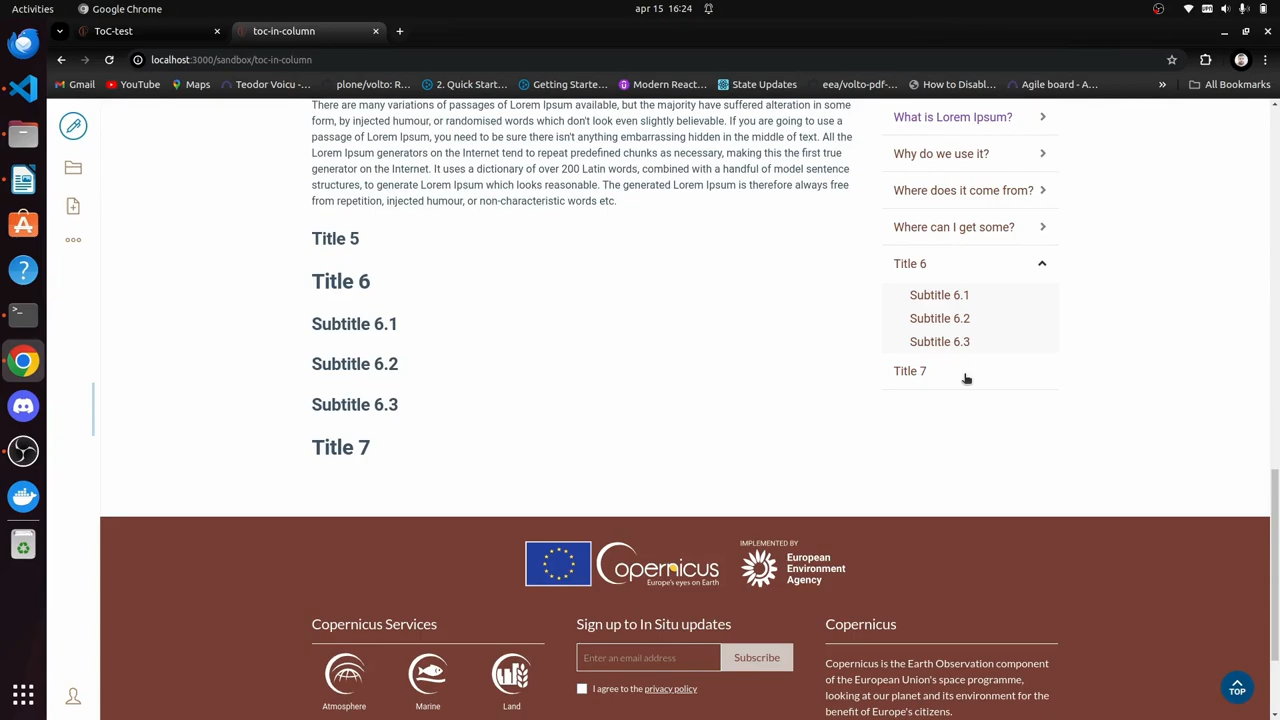 Activities
Google Chrome
apr 15 16:24
ToC-test
toc-in-column
localhost:3000/sandbox/toc-in-column
Gmail
YouTube
Maps
Teodor Voicu -...
plone/volto: R...
2. Quick Start...
Getting Starte...
Modern React...
State Updates
eea/volto-pdf-...
How to Disabl...
Agile board - A...
»
All Bookmarks
There are many variations of passages of Lorem Ipsum available, but the majority have suffered alteration in some
form, by injected humour, or randomised words which don't look even slightly believable. If you are going to use a
passage of Lorem Ipsum, you need to be sure there isn't anything embarrassing hidden in the middle of text. All the
Lorem Ipsum generators on the Internet tend to repeat predefined chunks as necessary, making this the first true
generator on the Internet. It uses a dictionary of over 200 Latin words, combined with a handful of model sentence
structures, to generate Lorem Ipsum which looks reasonable. The generated Lorem Ipsum is therefore always free
from repetition, injected humour, or non-characteristic words etc.
Title 5
Title 6
Subtitle 6.1
Subtitle 6.2
Subtitle 6.3
Title 7
What is Lorem Ipsum?
Why do we use it?
Where does it come from?
Where can I get some?
Title 6
Subtitle 6.1
Subtitle 6.2
Subtitle 6.3
Title 7
opernicus
Europe's eyes on Earth
IMPLEMENTED BY
European
Environment
Agency
Copernicus Services
Atmosphere
Marine
Land
Sign up to In Situ updates
Enter an email address
Subscribe
I agree to the privacy policy
Copernicus
Copernicus is the Earth Observation component
of the European Union's space programme,
looking at our planet and its environment for the
benefit of Europe's citizens.
TOP